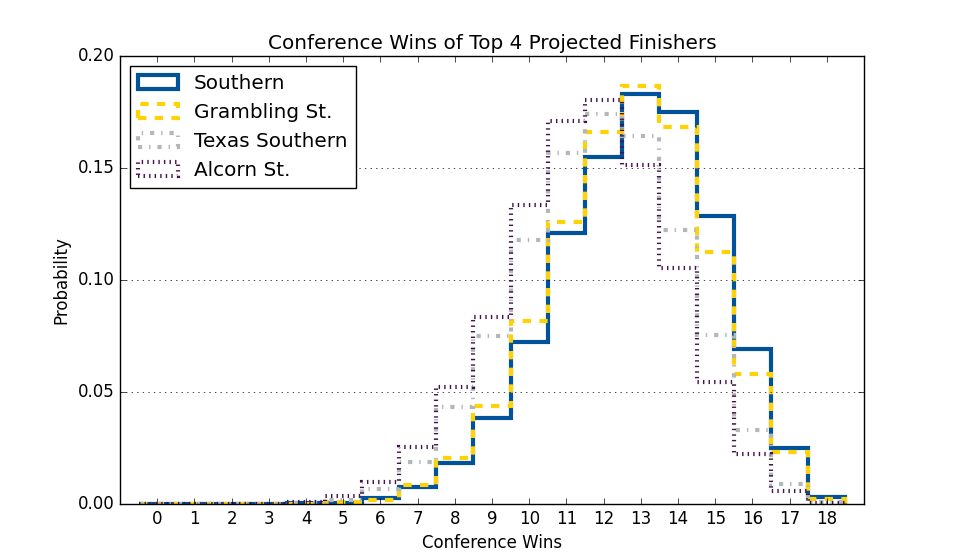 Conference Wins of Top 4 Projected Finishers
0.20
0.15
0.10
0.05
0.00
Probability
Southern
Grambling St.
Texas Southern
Alcorn St.
0 1 2 3 4 5 6 7 8 9 10 11 12 13 14 15 16 17 18
Conference Wins